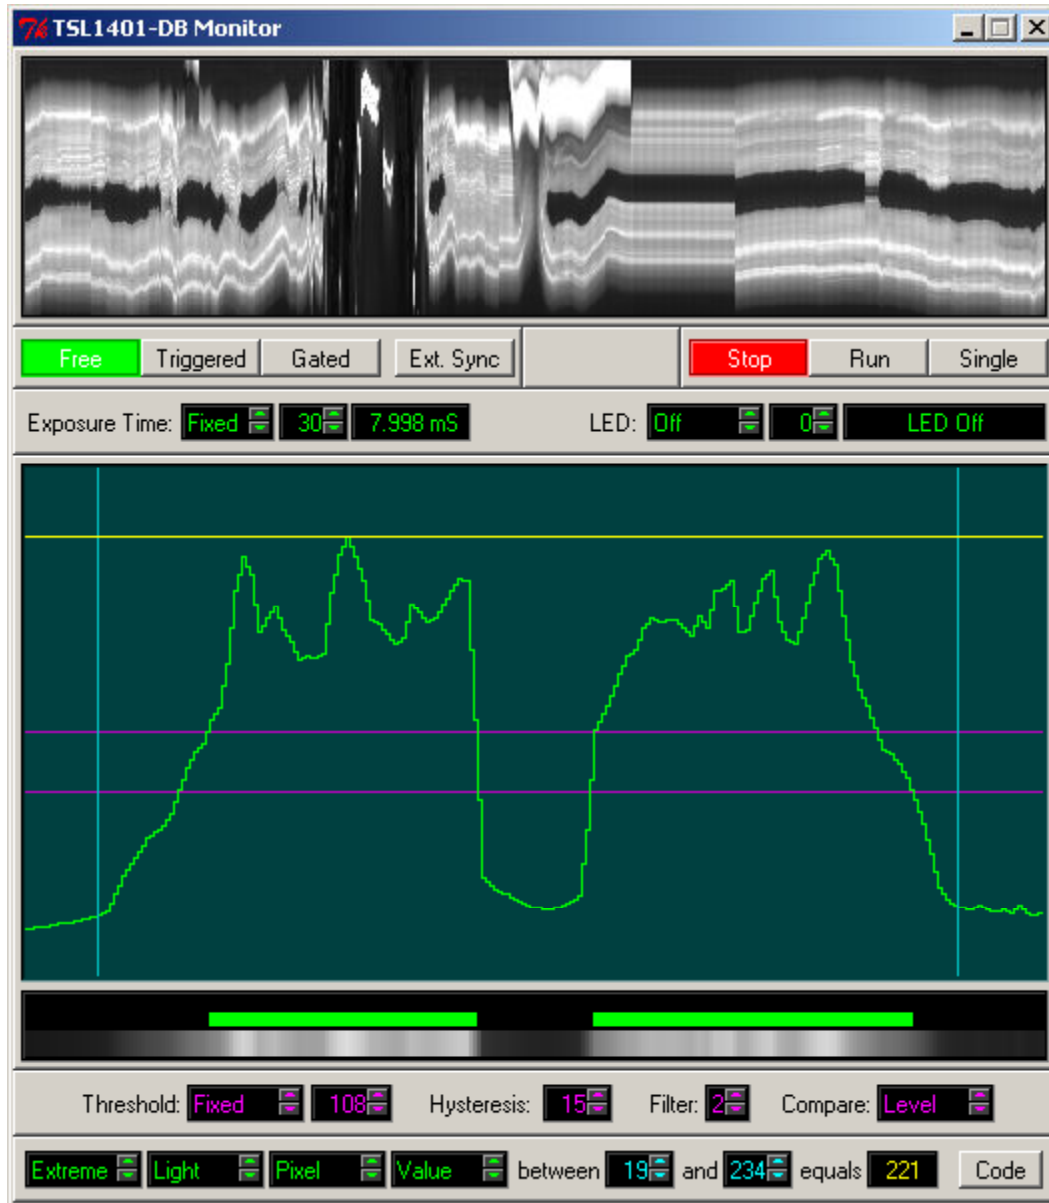 TSL1401-DB Monitor
Free Triggered Gated Ext. Sync Stop Run Single
Exposure Time: Fixed 30 7.998 mS LED: Off 0 LED Off
Threshold: Fixed 108 Hysteresis: 15 Filter: 2 Compare: Level
Extreme Light Pixel Value between 19 and 234 equals 221 Code